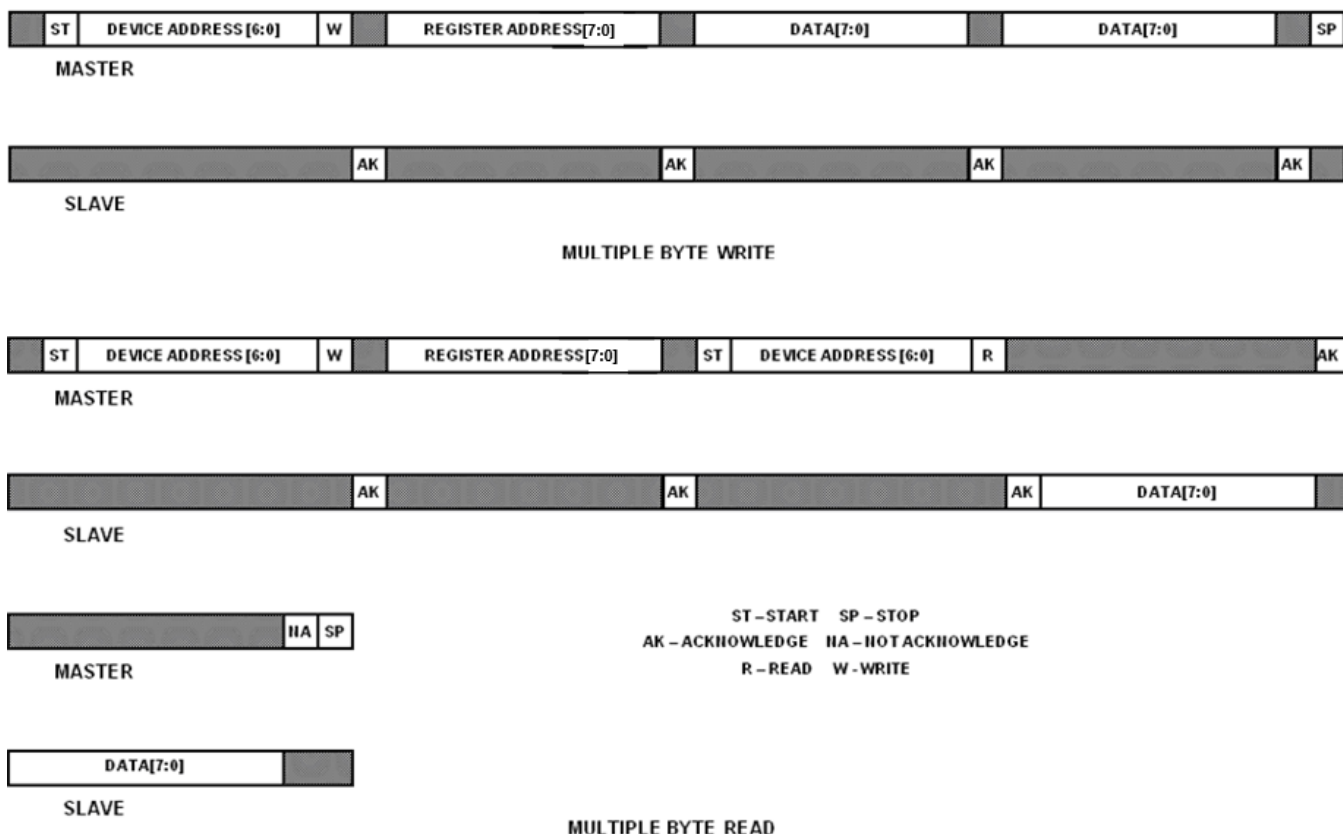 ST DEVICE ADDRESS [6:0] W REGISTER ADDRESS[7:0] DATA[7:0] DATA[7:0] SP
MASTER
AK AK AK AK
SLAVE
MULTIPLE BYTE WRITE
ST DEVICE ADDRESS [6:0] W REGISTER ADDRESS[7:0] ST DEVICE ADDRESS [6:0] R AK
MASTER
AK AK AK DATA[7:0]
SLAVE
NA SP
MASTER
ST – START SP – STOP
AK – ACKNOWLEDGE NA – NOT ACKNOWLEDGE
R – READ W - WRITE
DATA[7:0]
SLAVE
MULTIPLE BYTE READ